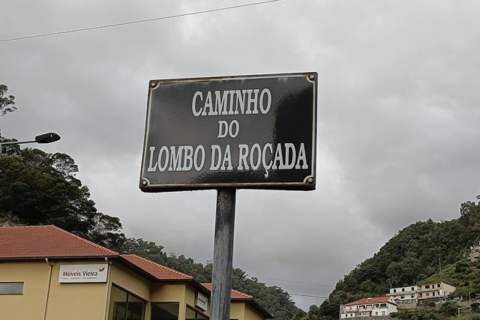 CAMINHO
DO
LOMBO DA ROÇADA
Móveis Vieira